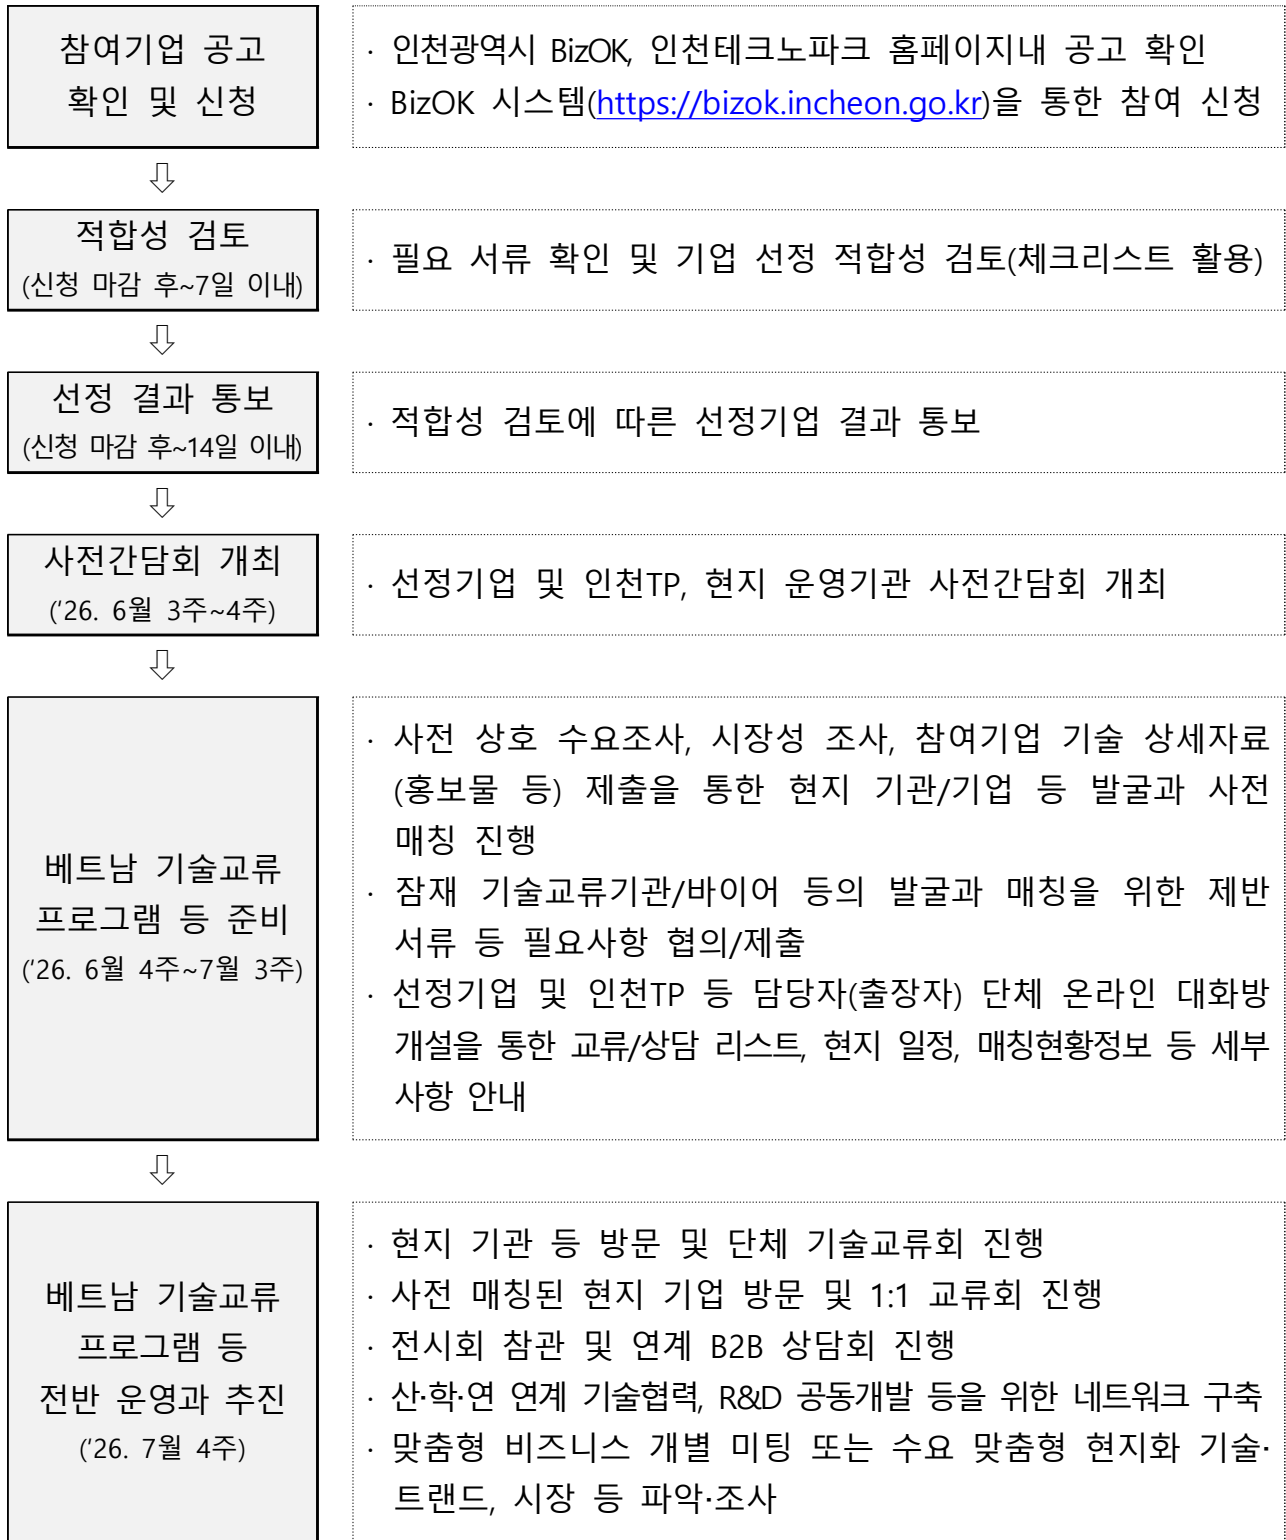 참여기업 공고
확인 및 신청
· 인천광역시 BizOK, 인천테크노파크 홈페이지내 공고 확인
· BizOK 시스템(https://bizok.incheon.go.kr)을 통한 참여 신청
⇩
적합성 검토
(신청 마감 후~7일 이내)
· 필요 서류 확인 및 기업 선정 적합성 검토(체크리스트 활용)
⇩
선정 결과 통보
(신청 마감 후~14일 이내)
· 적합성 검토에 따른 선정기업 결과 통보
⇩
사전간담회 개최
('26. 6월 3주~4주)
· 선정기업 및 인천TP, 현지 운영기관 사전간담회 개최
⇩
베트남 기술교류
프로그램 등 준비
('26. 6월 4주~7월 3주)
· 사전 상호 수요조사, 시장성 조사, 참여기업 기술 상세자료
(홍보물 등) 제출을 통한 현지 기관/기업 등 발굴과 사전
매칭 진행
· 잠재 기술교류기관/바이어 등의 발굴과 매칭을 위한 제반
서류 등 필요사항 협의/제출
· 선정기업 및 인천TP 등 담당자(출장자) 단체 온라인 대화방
개설을 통한 교류/상담 리스트, 현지 일정, 매칭현황정보 등 세부
사항 안내
⇩
베트남 기술교류
프로그램 등
전반 운영과 추진
('26. 7월 4주)
· 현지 기관 등 방문 및 단체 기술교류회 진행
· 사전 매칭된 현지 기업 방문 및 1:1 교류회 진행
· 전시회 참관 및 연계 B2B 상담회 진행
· 산·학·연 연계 기술협력, R&D 공동개발 등을 위한 네트워크 구축
· 맞춤형 비즈니스 개별 미팅 또는 수요 맞춤형 현지화 기술·
트랜드, 시장 등 파악·조사